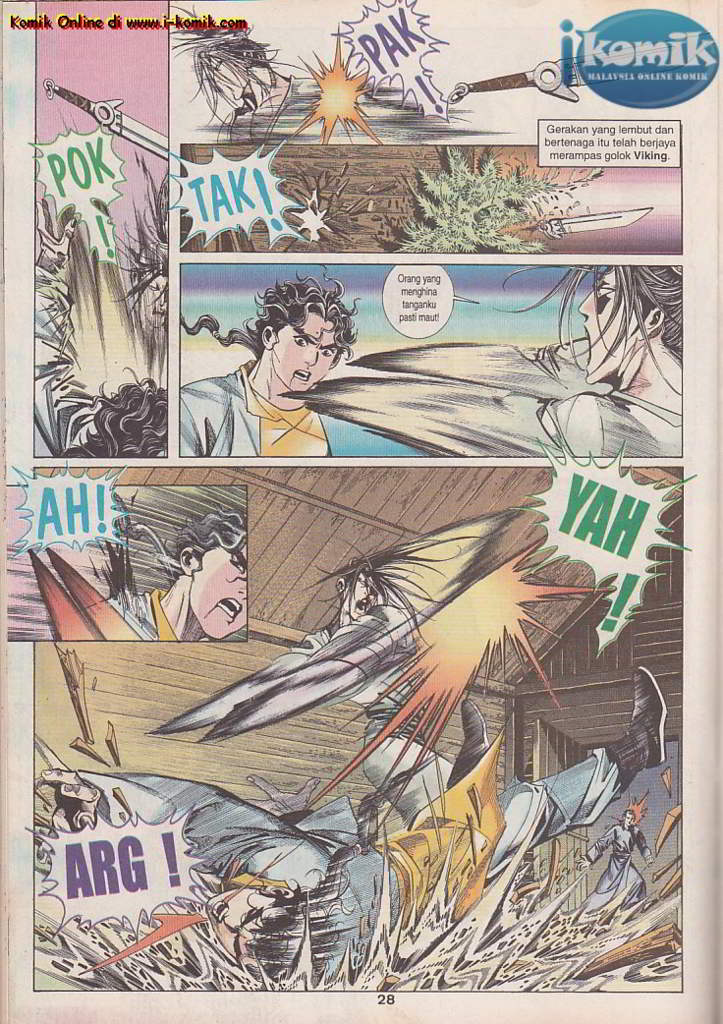 Komik Online di www.i-komik.com
ikomik
MALAYSIA ONLINE KOMIK
POK
!
PAK
!
Gerakan yang lembut dan
bertenaga itu telah berjaya
merampas golok Viking.
TAK!
Orang yang
menghina
tanganku
pasti maut!
AH!
YAH
!
ARG !
28